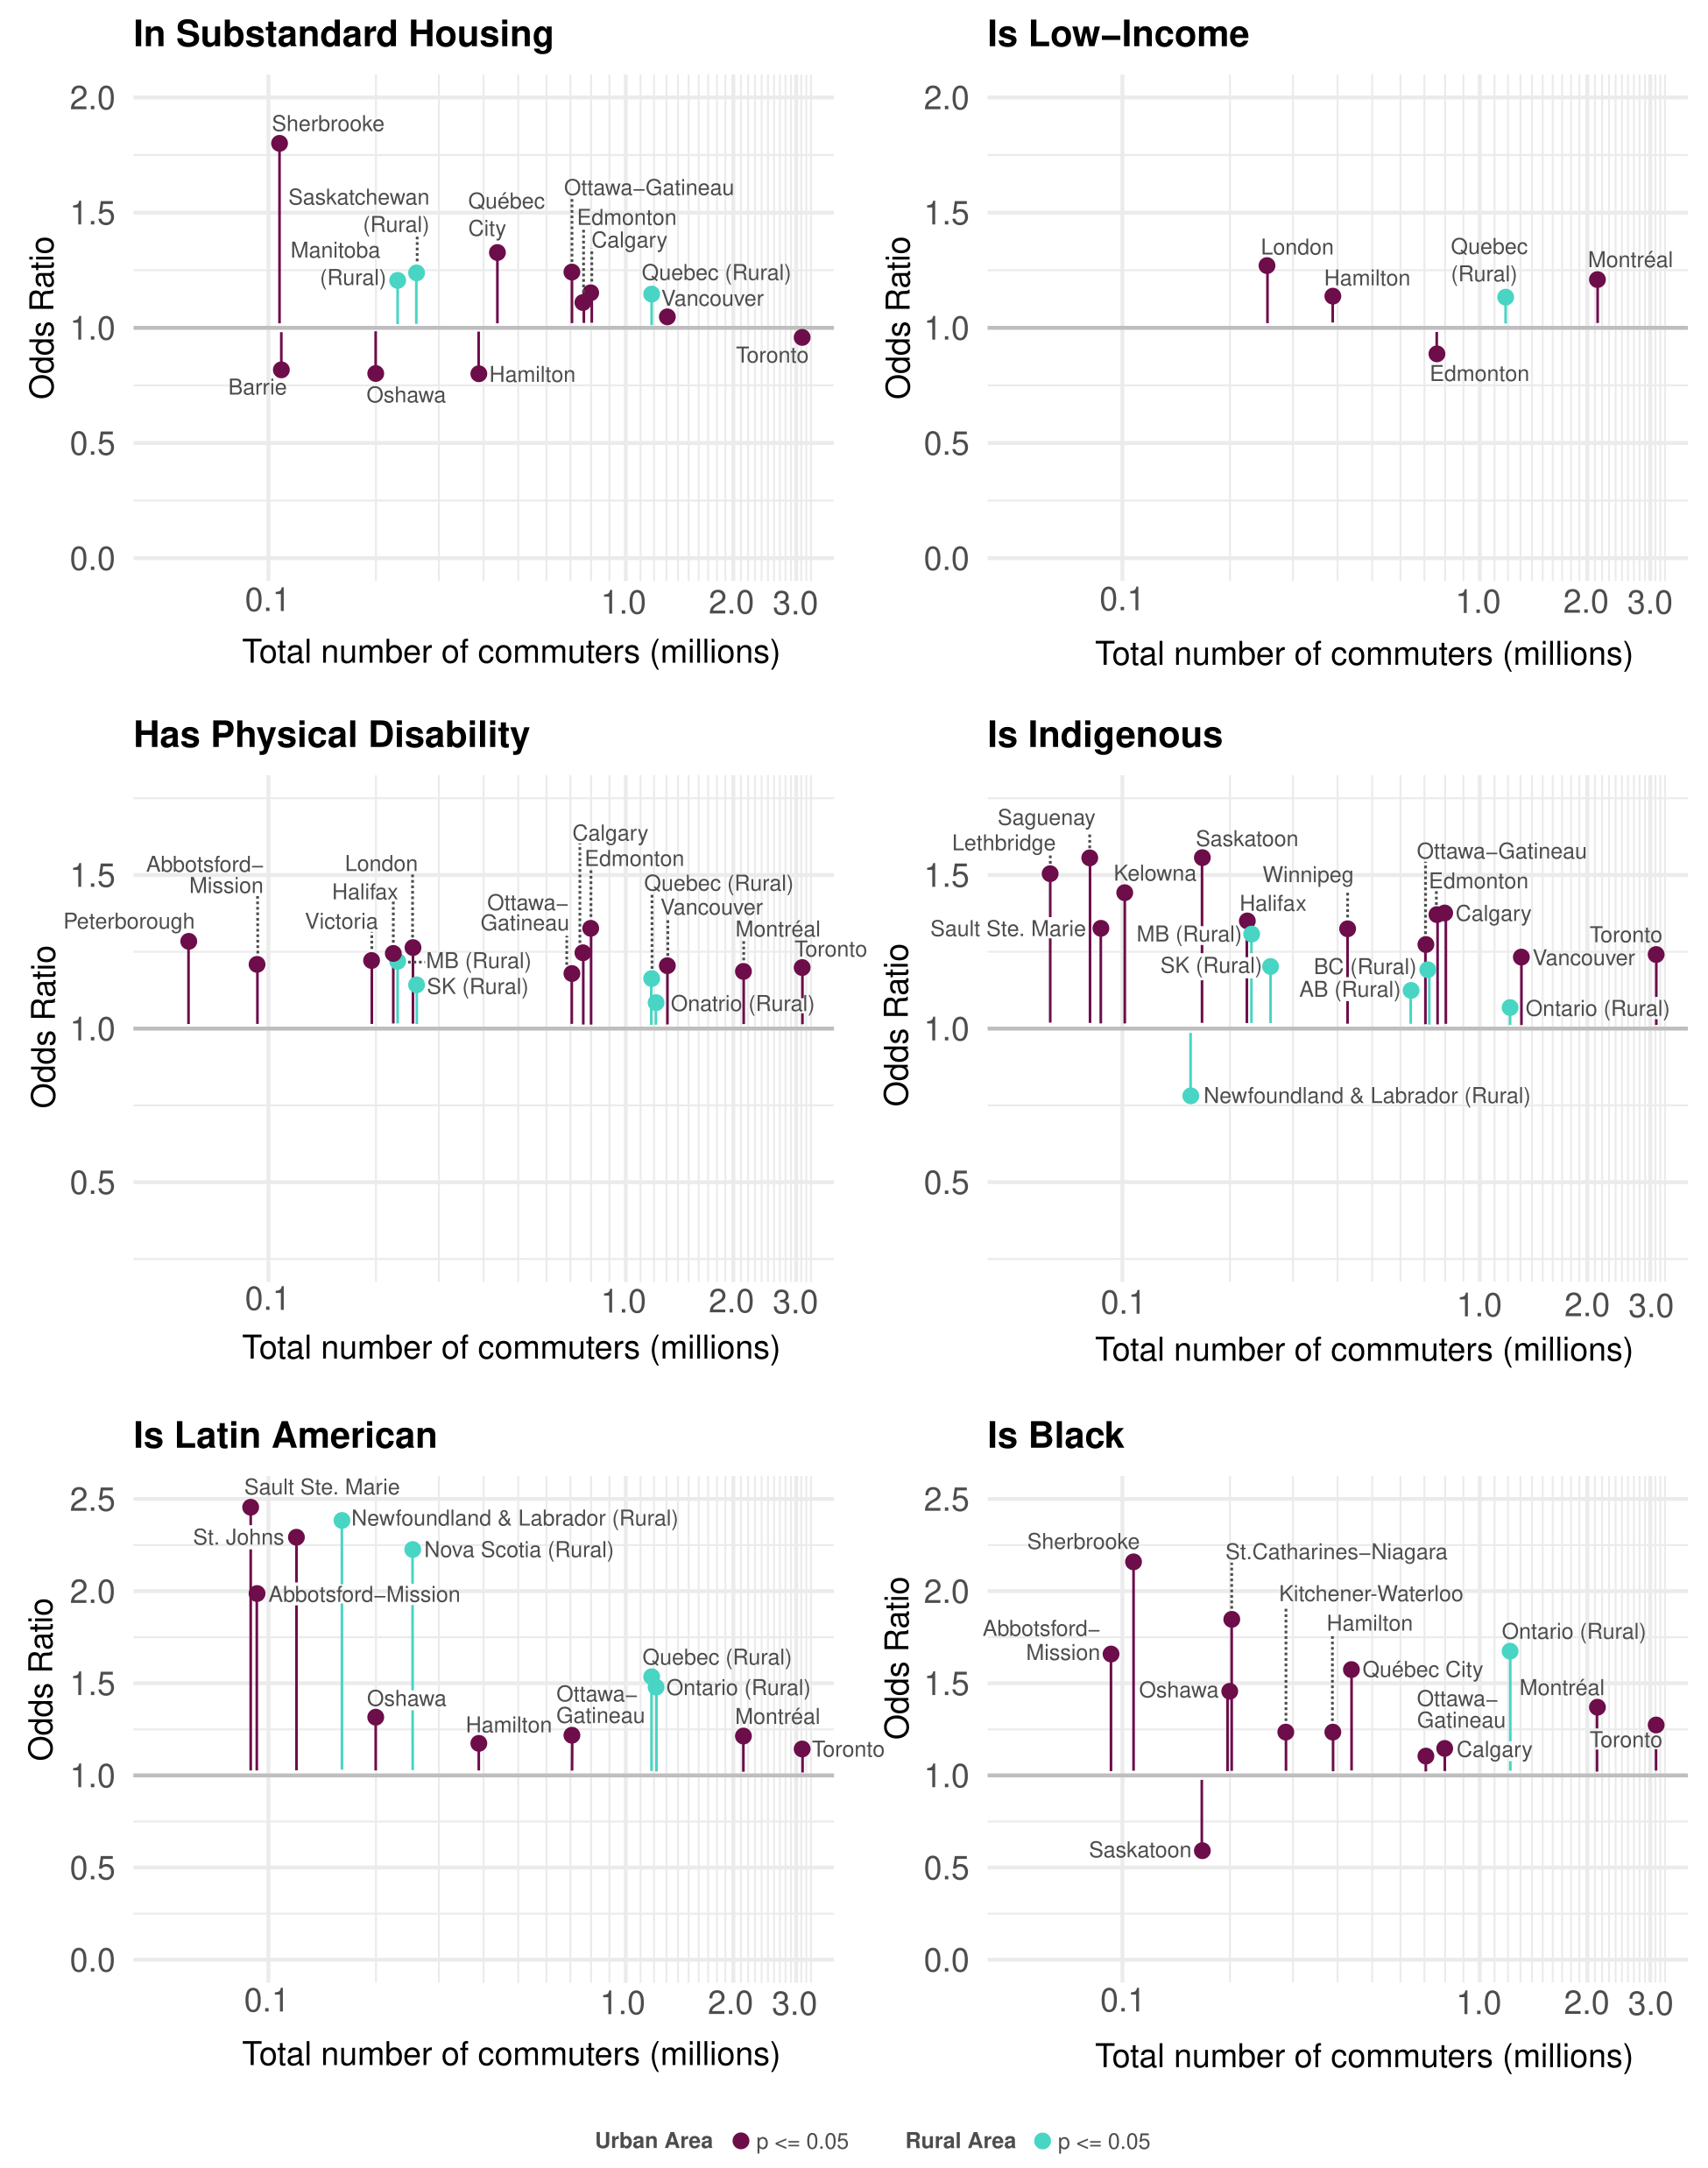 In Substandard Housing
2.0
1.5
1.0
0.5
0.0
Odds Ratio
Sherbrooke
Saskatchewan
(Rural)
Manitoba
(Rural)
Québec
City
Ottawa–Gatineau
Edmonton
Calgary
Quebec (Rural)
Vancouver
Toronto
Barrie
Oshawa
Hamilton
0.1
1.0
2.0
3.0
Total number of commuters (millions)
Is Low–Income
2.0
1.5
1.0
0.5
0.0
Odds Ratio
London
Hamilton
Quebec
(Rural)
Montréal
Edmonton
0.1
1.0
2.0
3.0
Total number of commuters (millions)
Has Physical Disability
1.5
1.0
0.5
Odds Ratio
Calgary
Edmonton
Abbotsford–
Mission
London
Halifax
Victoria
Peterborough
Ottawa–
Gatineau
Quebec (Rural)
Vancouver
Montréal
Toronto
MB (Rural)
SK (Rural)
Onatrio (Rural)
0.1
1.0
2.0
3.0
Total number of commuters (millions)
Is Indigenous
1.5
1.0
0.5
Odds Ratio
Saguenay
Lethbridge
Saskatoon
Kelowna
Winnipeg
Ottawa–Gatineau
Edmonton
Halifax
Calgary
Sault Ste. Marie
MB (Rural)
Toronto
SK (Rural)
BC (Rural)
Vancouver
AB (Rural)
Ontario (Rural)
Newfoundland & Labrador (Rural)
0.1
1.0
2.0
3.0
Total number of commuters (millions)
Is Latin American
2.5
2.0
1.5
1.0
0.5
0.0
Odds Ratio
Sault Ste. Marie
Newfoundland & Labrador (Rural)
St. Johns
Nova Scotia (Rural)
Abbotsford–Mission
Quebec (Rural)
Ontario (Rural)
Oshawa
Ottawa–
Gatineau
Hamilton
Montréal
Toronto
0.1
1.0
2.0
3.0
Total number of commuters (millions)
Is Black
2.5
2.0
1.5
1.0
0.5
0.0
Odds Ratio
Sherbrooke
St.Catharines–Niagara
Kitchener-Waterloo
Hamilton
Abbotsford–
Mission
Ontario (Rural)
Québec City
Oshawa
Ottawa–
Gatineau
Montréal
Toronto
Calgary
Saskatoon
0.1
1.0
2.0
3.0
Total number of commuters (millions)
Urban Area p <= 0.05 Rural Area p <= 0.05